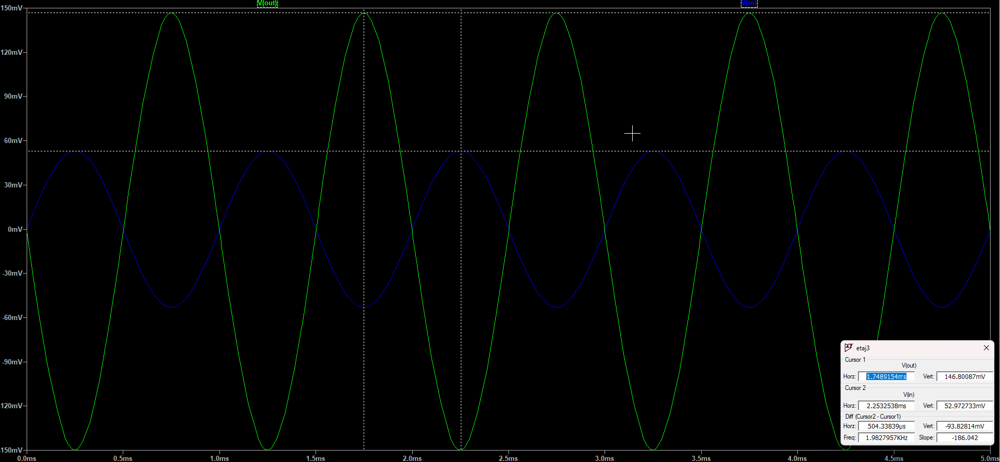 V(out) V(in)
150mV
120mV
90mV
60mV
30mV
0mV
-30mV
-60mV
-90mV
-120mV
-150mV
0.0ms 0.5ms 1.0ms 1.5ms 2.0ms 2.5ms 3.0ms 3.5ms 4.0ms 4.5ms 5.0ms
etaj3
Cursor 1
V(out)
Horz: 1.7489154ms Vert: 146.80087mV
Cursor 2
V(in)
Horz: 2.2532538ms Vert: 52.972733mV
Diff (Cursor2 - Cursor1)
Horz: 504.33839µs Vert: -93.82814mV
Freq: 1.9827957KHz Slope: -186.042